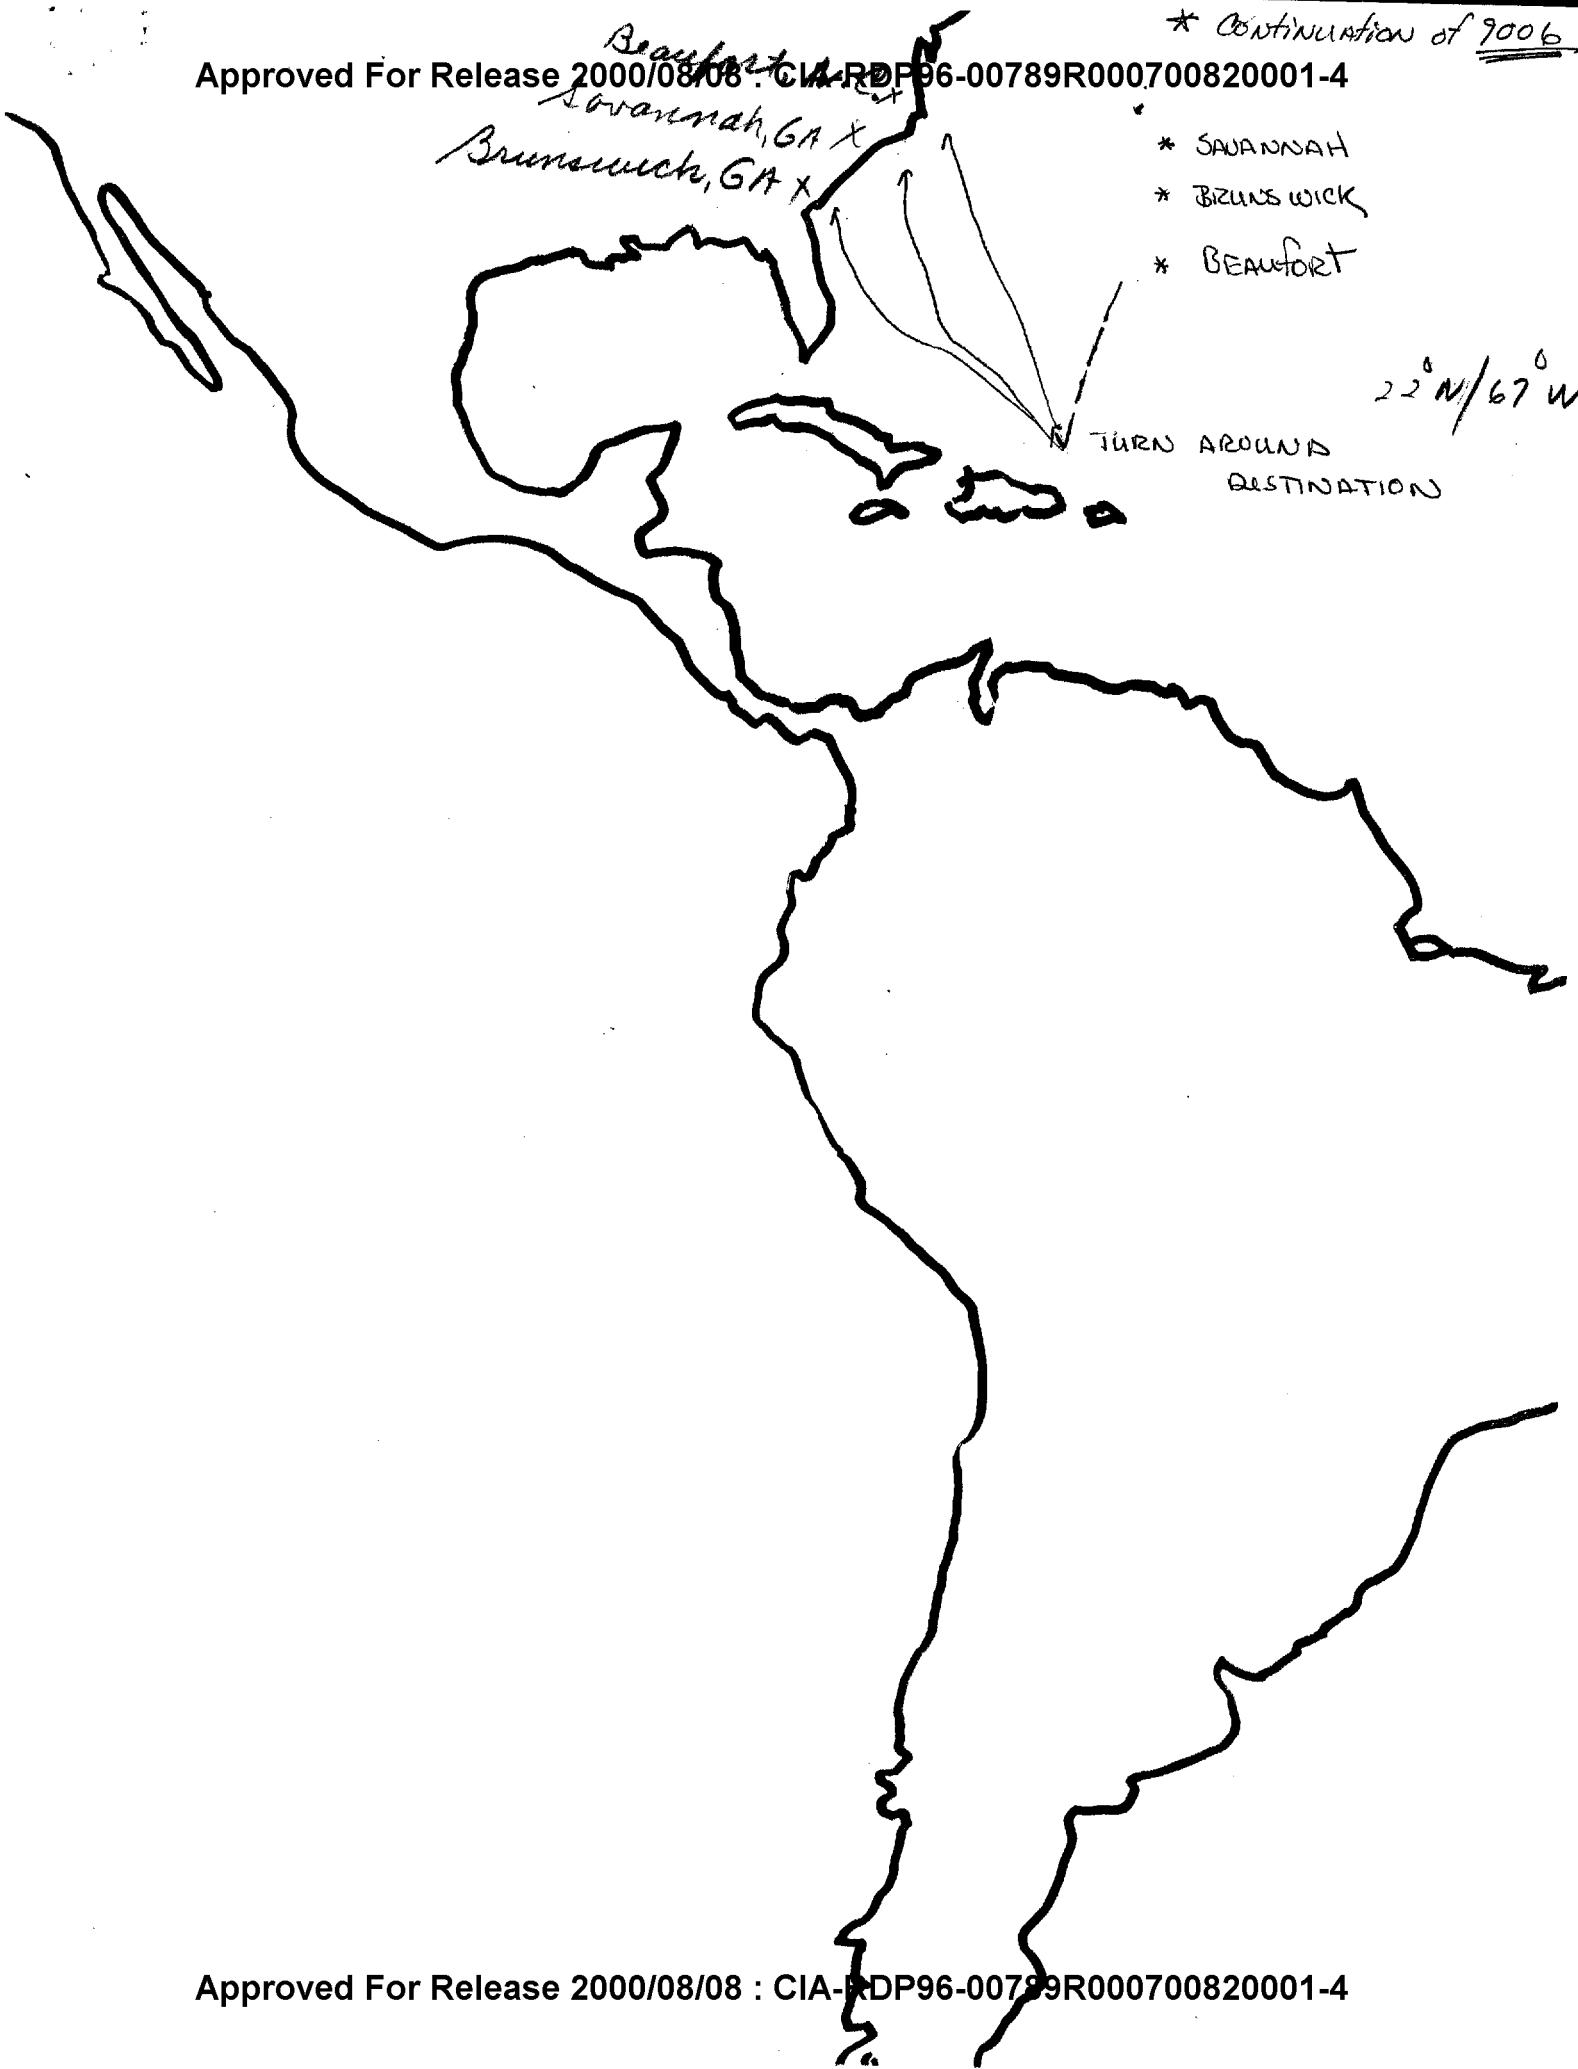 * Continuation of 9006
Approved For Release 2000/08/08 : CIA-RDP96-00789R000700820001-4
Beaufort,
Savannah, GA X
Brunswick, GA X
* SAVANNAH
* BRUNSWICK
* BEAUFORT
22° N/67° W
TURN AROUND
DESTINATION
Approved For Release 2000/08/08 : CIA-RDP96-00789R000700820001-4